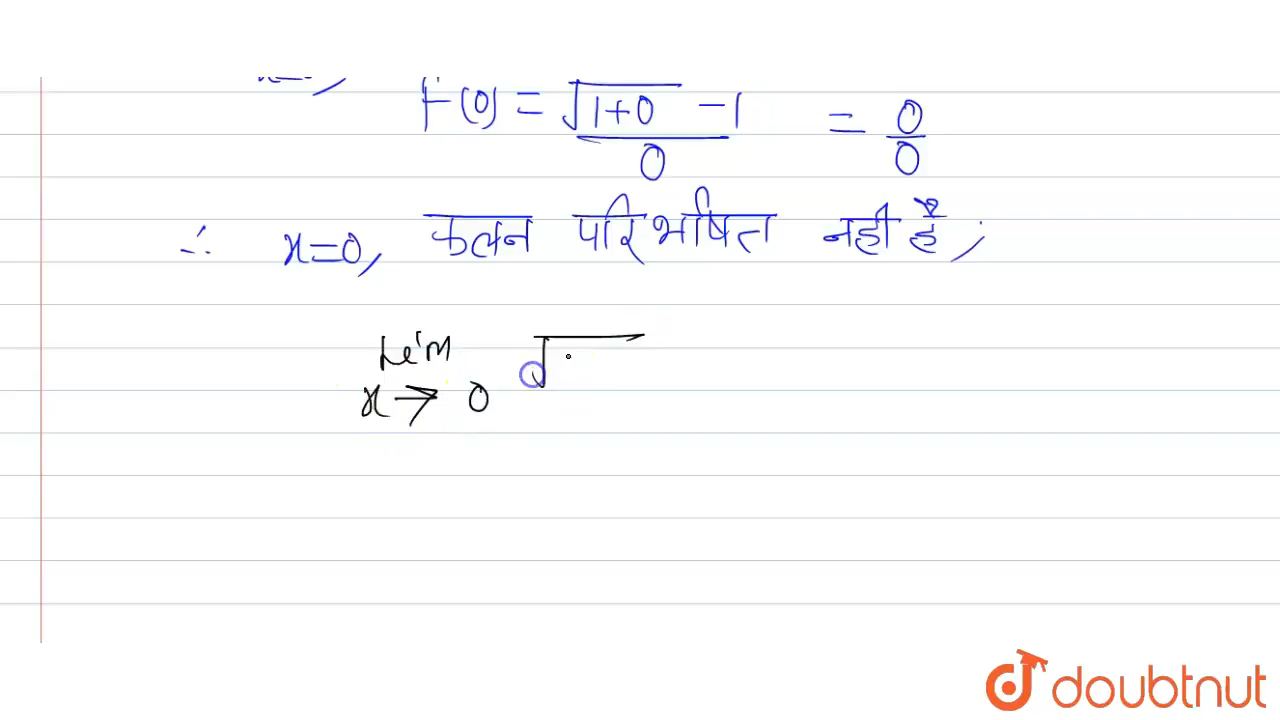 F(0) = √(1+0) - 1 / 0 = 0/0
∴ x=0, फलन परिभाषित नहीं है;
Lim x→0 √
doubtnut